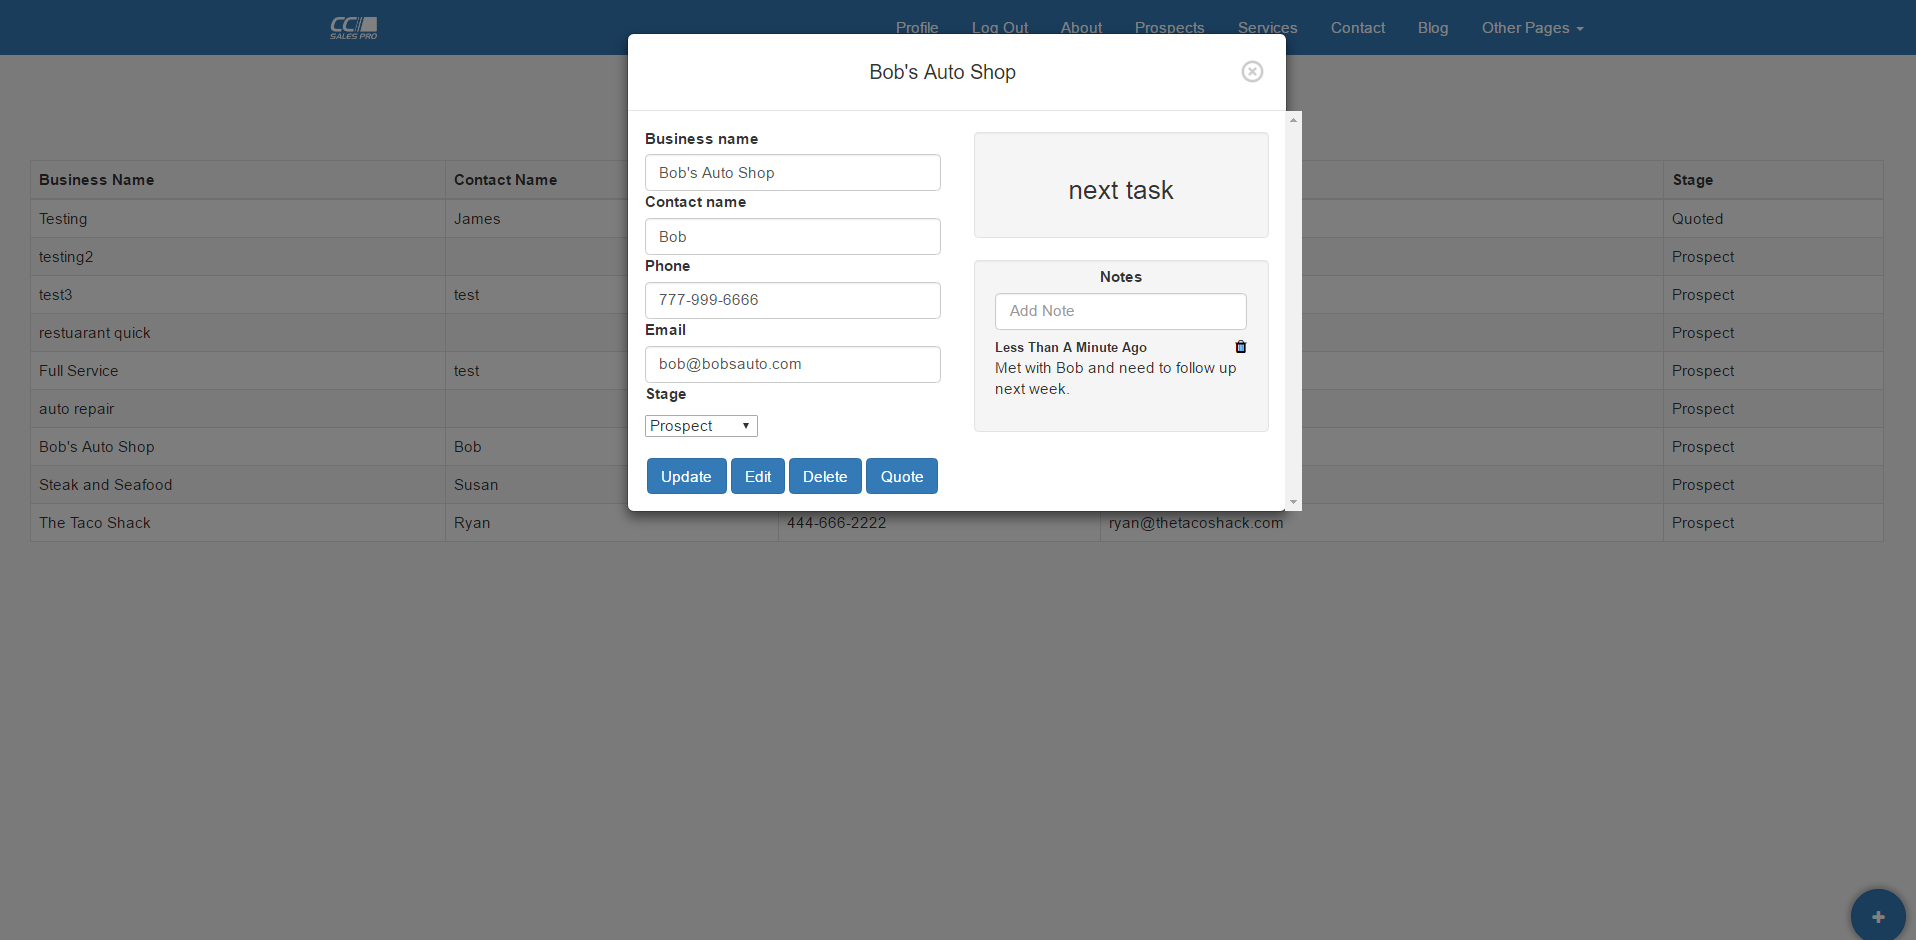 CC
SALES PRO
Profile Log Out About Prospects Services Contact Blog Other Pages
Bob's Auto Shop
Business name
Bob's Auto Shop
Contact name
Bob
Phone
777-999-6666
Email
bob@bobsauto.com
Stage
Prospect
Update Edit Delete Quote
next task
Notes
Add Note
Less Than A Minute Ago
Met with Bob and need to follow up
next week.
Business Name Contact Name Stage
Testing James Quoted
testing2 Prospect
test3 test Prospect
restuarant quick Prospect
Full Service test Prospect
auto repair Prospect
Bob's Auto Shop Bob Prospect
Steak and Seafood Susan Prospect
The Taco Shack Ryan 444-666-2222 ryan@thetacoshack.com Prospect